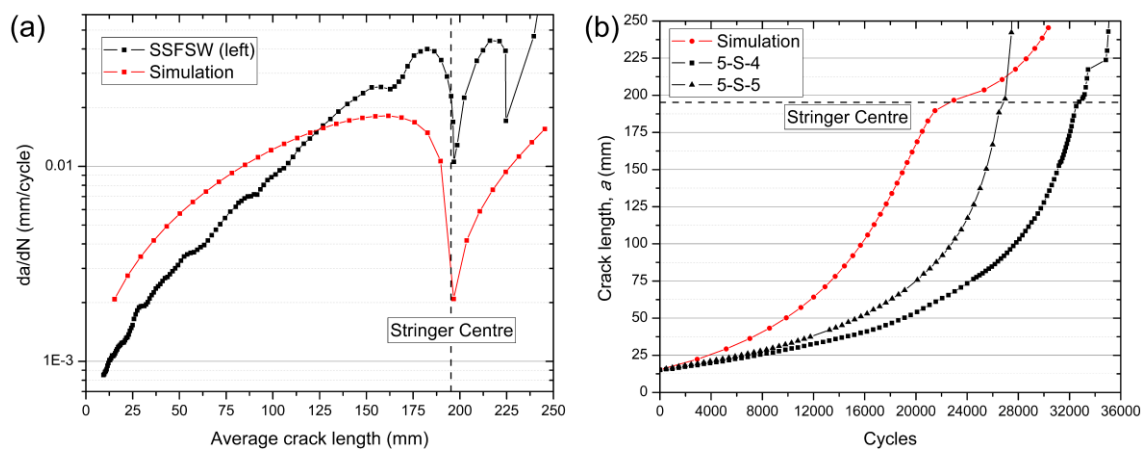 (a)
SSFSW (left)
Simulation
da/dN (mm/cycle)
0.01
1E-3
Stringer Centre
0 25 50 75 100 125 150 175 200 225 250
Average crack length (mm)
(b)
Simulation
5-S-4
5-S-5
Crack length, a (mm)
250
225
200
175
150
125
100
75
50
25
0
Stringer Centre
0 4000 8000 12000 16000 20000 24000 28000 32000 36000
Cycles